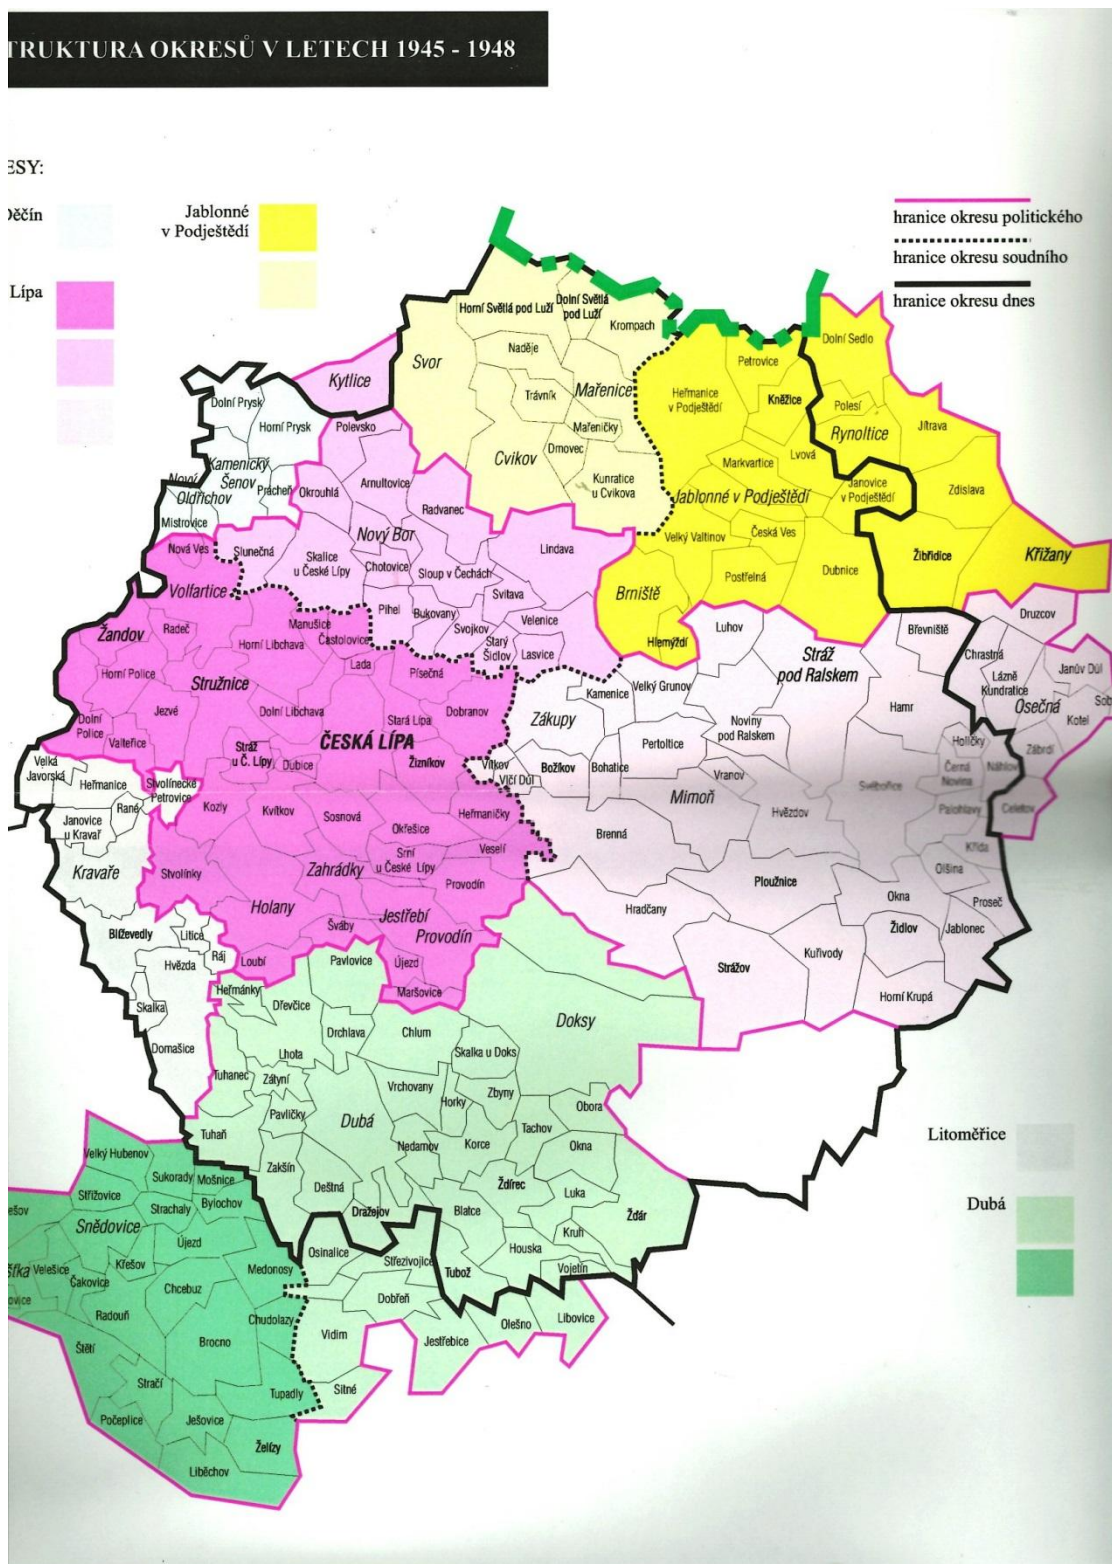 TRUKTURA OKRESŮ V LETECH 1945 - 1948
ESY:
Děčín
Lípa
Jablonné
v Podještědí
hranice okresu politického
hranice okresu soudního
hranice okresu dnes
Dolní Sedlo
Horní Světlá pod Luží
Dolní Světlá
pod Luží
Krompach
Svor
Naděje
Petrovice
Kytlice
Trávník
Mařenice
Heřmanice
v Podještědí
Kněžice
Polesí
Dolní Prysk
Horní Prysk
Polevsko
Mařeničky
Rynoltice
Jítrava
Cvikov
Drnovec
Lvová
Kamenický
Šenov
Markvartice
Nový
Oldřichov
Prácheň
Okrouhlá
Arnultovice
Kunratice
u Cvikova
Janovice
v Podještědí
Zdislava
Jablonné v Podještědí
Radvanec
Mistrovice
Nový Bor
Velký Valtinov
Česká Ves
Nová Ves
Slunečná
Skalice
u České Lípy
Chotovice
Lindava
Žibřidice
Křižany
Sloup v Čechách
Postřelná
Dubnice
Volfartice
Brniště
Svitava
Pihel
Bukovany
Velenice
Druzcov
Žandov
Radeč
Manušice
Častolovice
Svojkov
Hlemýždí
Luhov
Břevniště
Horní Libchava
Starý
Šidlov
Lasvice
Stráž
pod Ralskem
Chrastná
Janův Důl
Horní Police
Lada
Písečná
Lázně
Kundratice
Stružnice
Kamenice
Velký Grunov
Osečná
Sob
Jezvé
Dolní Libchava
Stará Lípa
Dobranov
Hamr
Kotel
Dolní
Police
Zákupy
Noviny
pod Ralskem
Valteřice
ČESKÁ LÍPA
Pertoltice
Holičky
Zábrdí
Stráž
u Č. Lípy
Dubice
Žizníkov
Vítkov
Božíkov
Bohatice
Černá
Novina
Náhlov
Velká
Javorská
Heřmanice
Stvolínecké
Petrovice
Vlčí Důl
Vranov
Svébořice
Rané
Kozly
Kvítkov
Sosnová
Heřmaničky
Mimoň
Hvězdov
Palohlavy
Celetov
Janovice
u Kravař
Okřešice
Brenná
Veselí
Křída
Kravaře
Stvolínky
Zahrádky
Srní
u České Lípy
Provodín
Olšina
Ploužnice
Okna
Proseč
Holany
Jestřebí
Hradčany
Šváby
Provodín
Židlov
Jablonec
Blíževedly
Litice
Hvězda
Ráj
Loubí
Pavlovice
Újezd
Kuřívody
Strážov
Heřmánky
Maršovice
Horní Krupá
Skalka
Dřevčice
Doksy
Drchlava
Chlum
Domašice
Skalka u Doks
Lhota
Tuhanec
Zátyní
Vrchovany
Zbyny
Horky
Obora
Pavličky
Dubá
Tachov
Litoměřice
Tuhaň
Nedamov
Korce
Okna
Velký Hubenov
Zakšín
Sukorady
Mošnice
Deštná
Ždírec
Luka
Střížovice
Bylochov
Dubá
Strachaly
Dražejov
Blatce
Ždár
Snědovice
Kruh
Újezd
Houska
Osinalice
Střezivojice
Křešov
Medonosy
Tubož
Vojetín
Velešice
Čakovice
Chcebuz
Dobřeň
ovice
Radouň
Chudolazy
Olešno
Libovice
Vidim
Jestřebice
Štětí
Brocno
Stračí
Tupadly
Sitné
Počeplice
Ješovice
Želízy
Liběchov